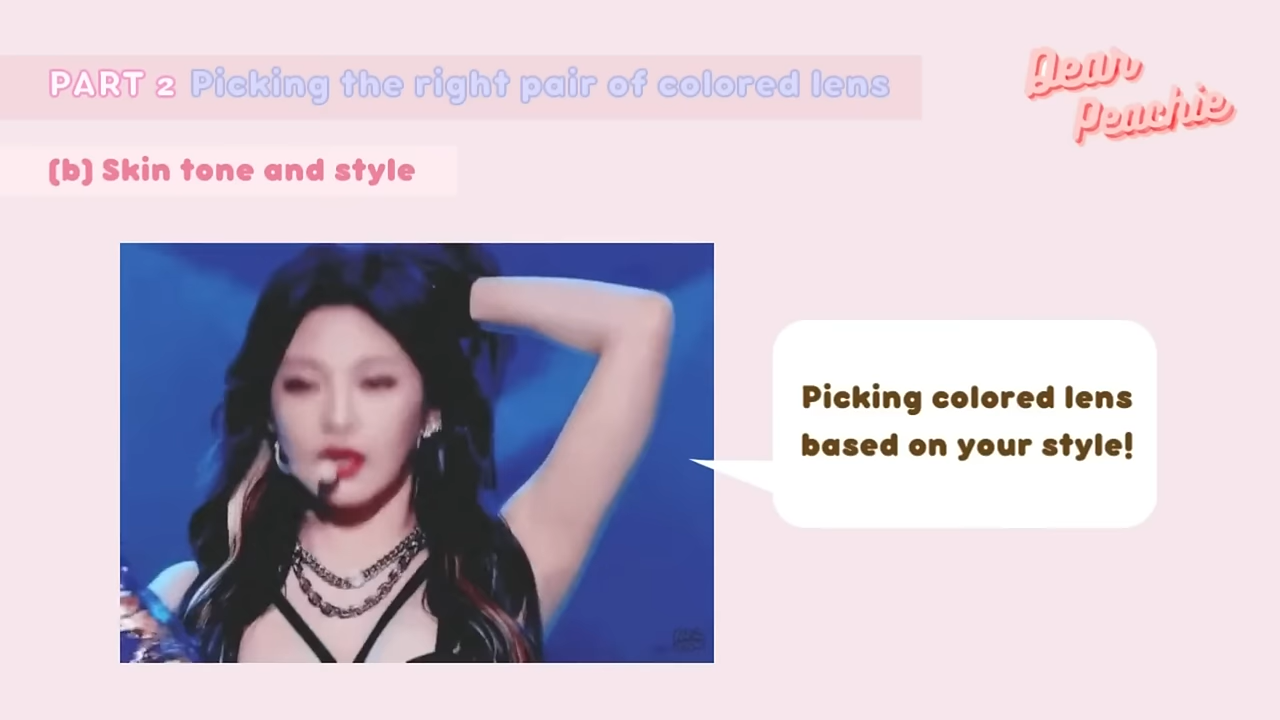 PART 2 Picking the right pair of colored lens
Dear
Peachie
(b) Skin tone and style
Picking colored lens
based on your style!